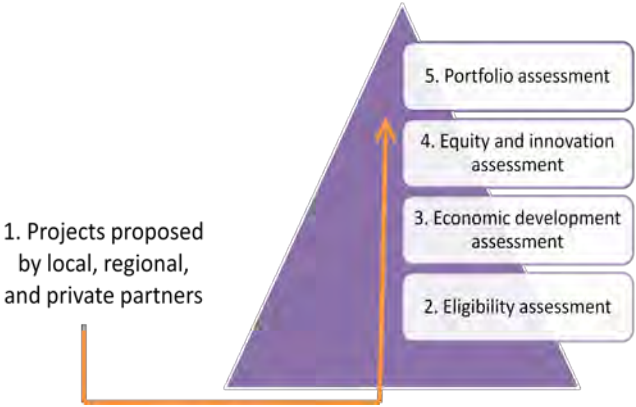 5. Portfolio assessment
4. Equity and innovation
assessment
3. Economic development
assessment
2. Eligibility assessment
1. Projects proposed
by local, regional,
and private partners